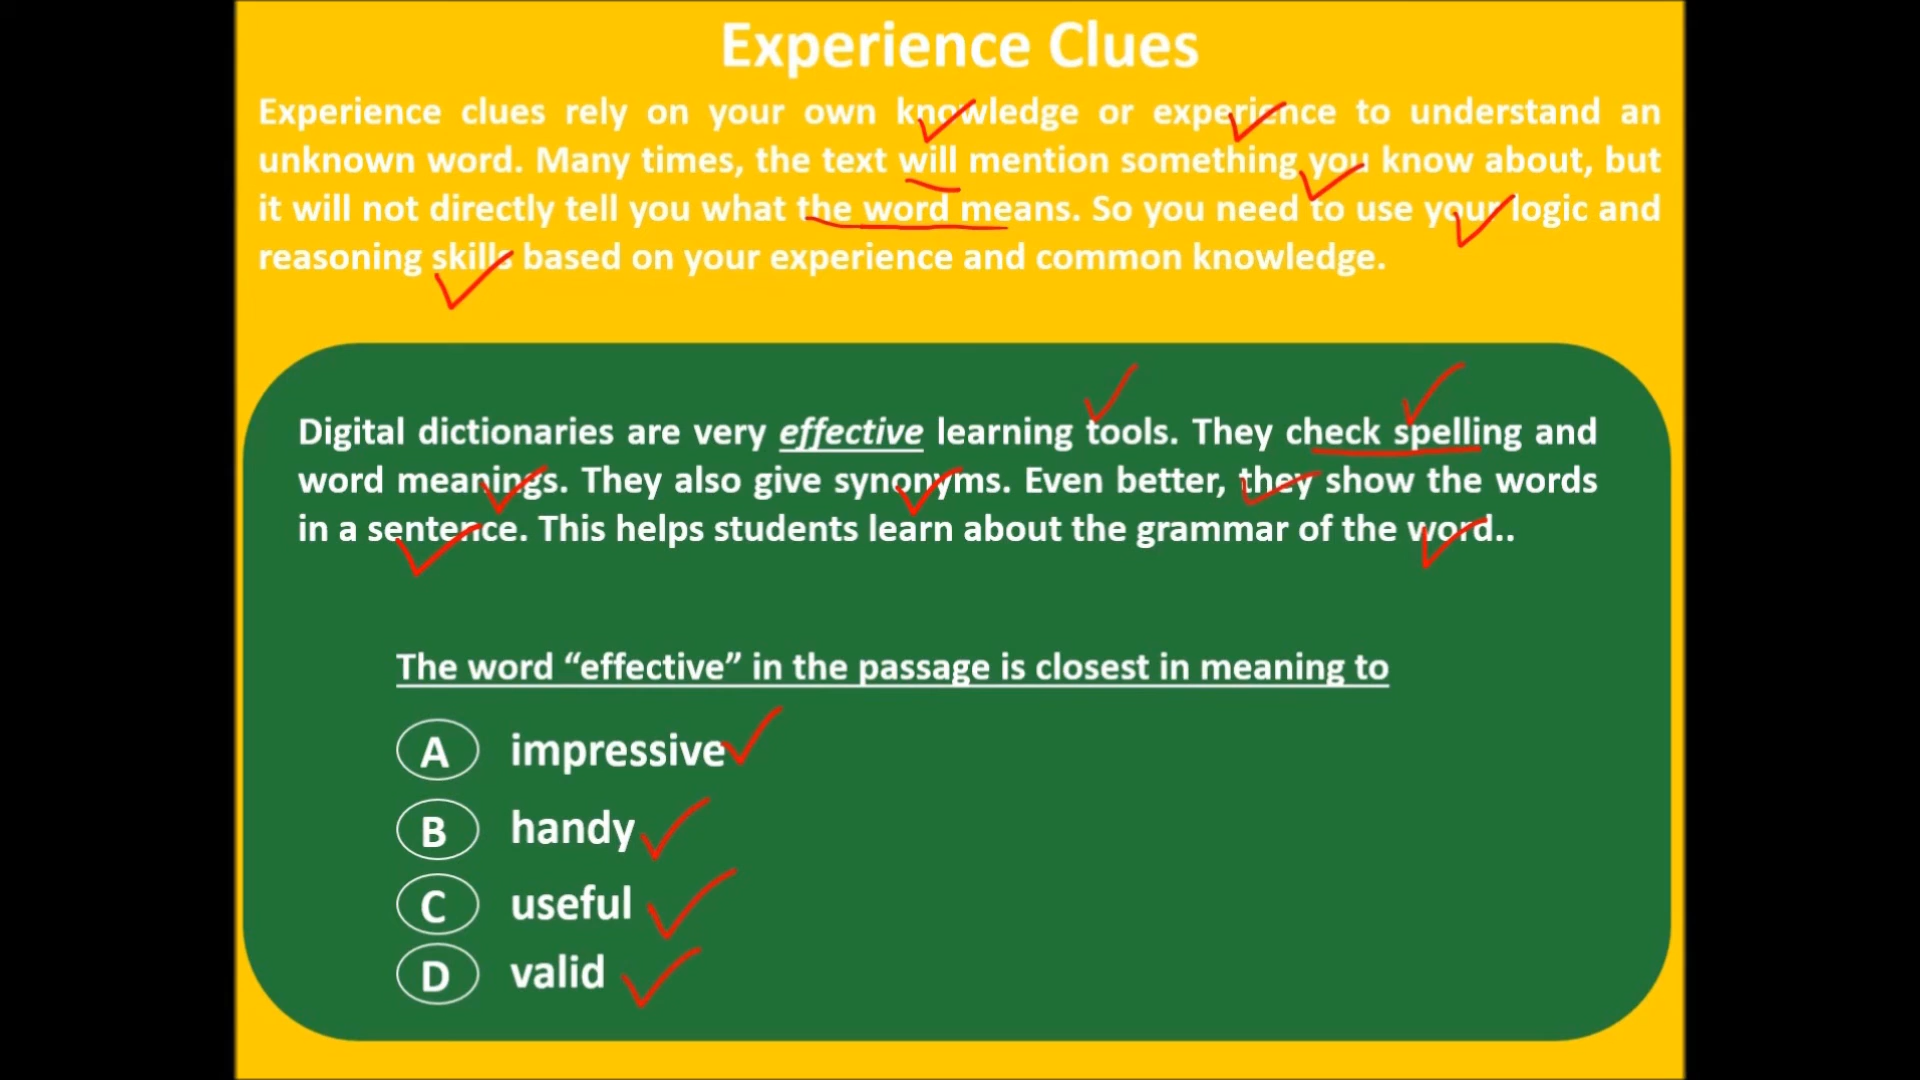 Experience Clues
Experience clues rely on your own knowledge or experience to understand an
unknown word. Many times, the text will mention something you know about, but
it will not directly tell you what the word means. So you need to use your logic and
reasoning skills based on your experience and common knowledge.
Digital dictionaries are very effective learning tools. They check spelling and
word meanings. They also give synonyms. Even better, they show the words
in a sentence. This helps students learn about the grammar of the word..
The word “effective” in the passage is closest in meaning to
A impressive
B handy
C useful
D valid